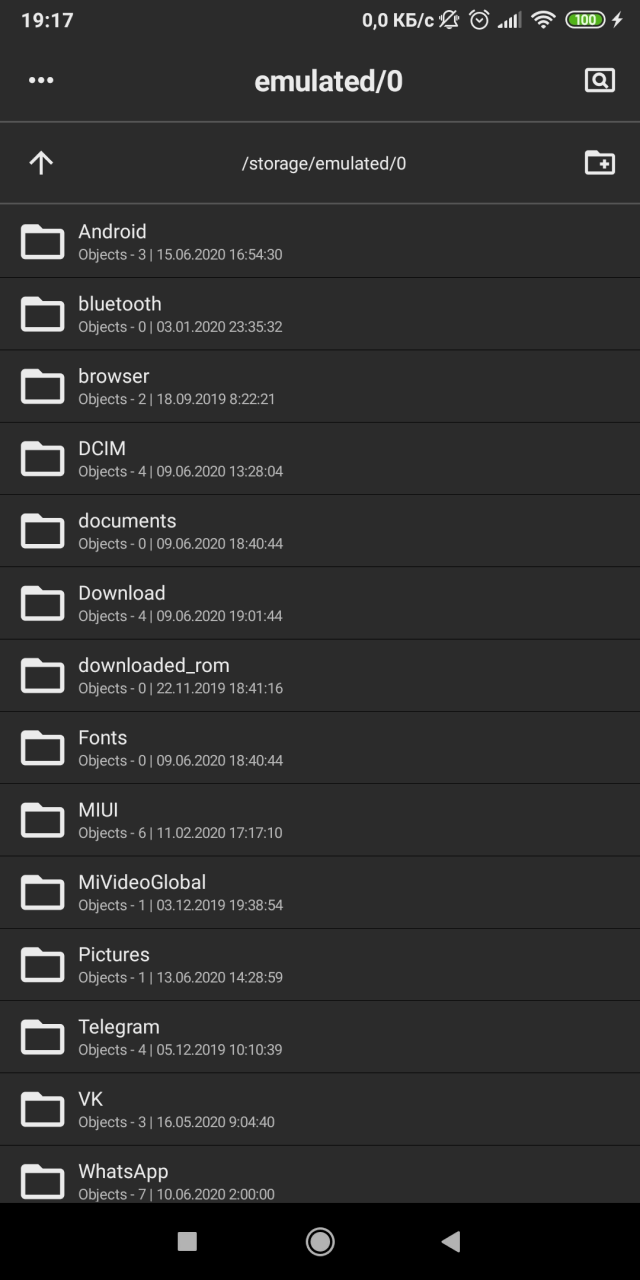 19:17 0,0 КБ/с 100
emulated/0
/storage/emulated/0
Android
Objects - 3 | 15.06.2020 16:54:30
bluetooth
Objects - 0 | 03.01.2020 23:35:32
browser
Objects - 2 | 18.09.2019 8:22:21
DCIM
Objects - 4 | 09.06.2020 13:28:04
documents
Objects - 0 | 09.06.2020 18:40:44
Download
Objects - 4 | 09.06.2020 19:01:44
downloaded_rom
Objects - 0 | 22.11.2019 18:41:16
Fonts
Objects - 0 | 09.06.2020 18:40:44
MIUI
Objects - 6 | 11.02.2020 17:17:10
MiVideoGlobal
Objects - 1 | 03.12.2019 19:38:54
Pictures
Objects - 1 | 13.06.2020 14:28:59
Telegram
Objects - 4 | 05.12.2019 10:10:39
VK
Objects - 3 | 16.05.2020 9:04:40
WhatsApp
Objects - 7 | 10.06.2020 2:00:00